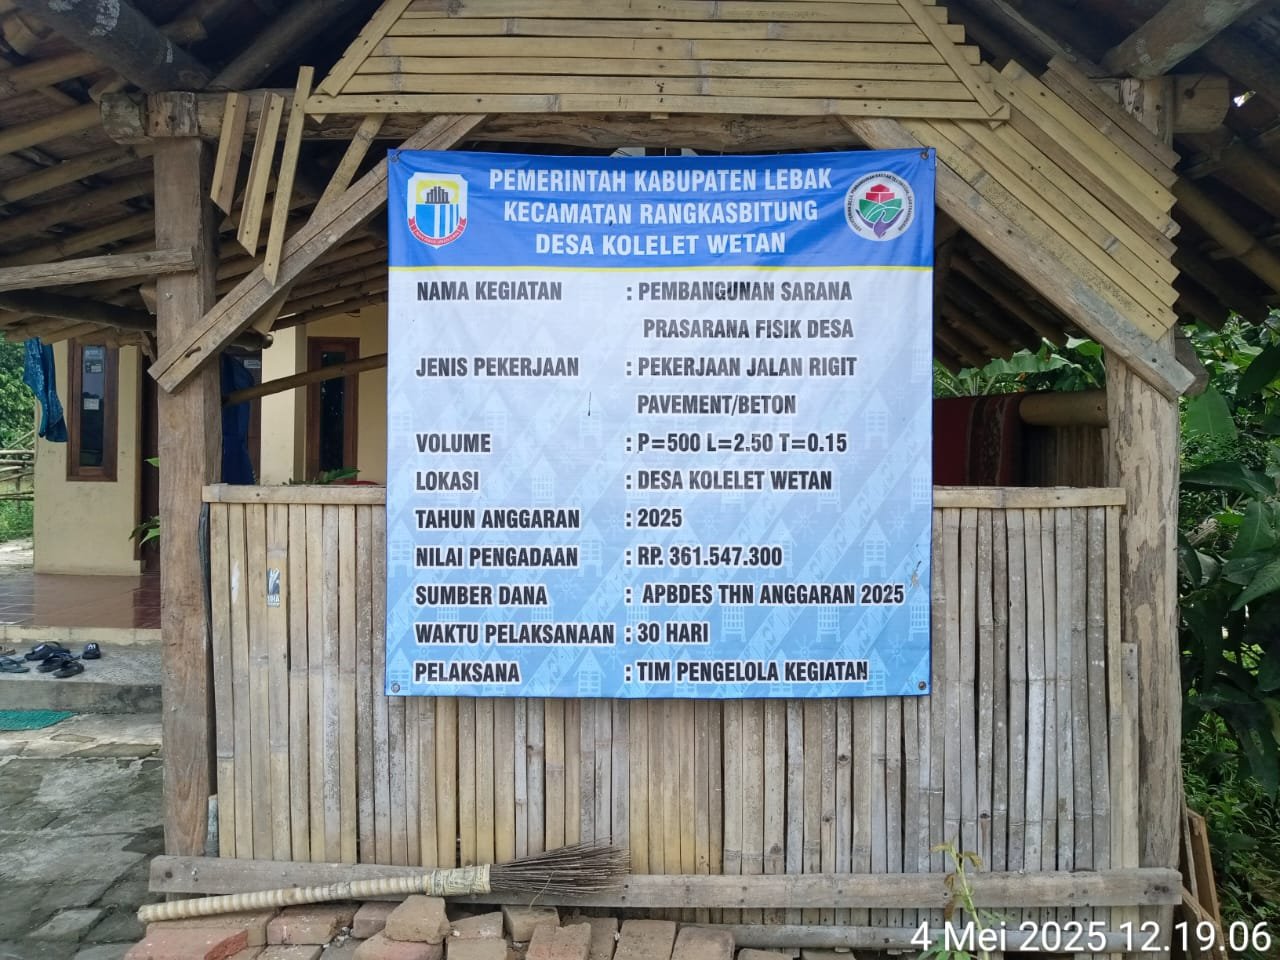 PEMERINTAH KABUPATEN LEBAK
KECAMATAN RANGKASBITUNG
DESA KOLELET WETAN
NAMA KEGIATAN : PEMBANGUNAN SARANA
PRASARANA FISIK DESA
JENIS PEKERJAAN : PEKERJAAN JALAN RIGIT
PAVEMENT/BETON
VOLUME : P=500 L=2.50 T=0.15
LOKASI : DESA KOLELET WETAN
TAHUN ANGGARAN : 2025
NILAI PENGADAAN : RP. 361.547.300
SUMBER DANA : APBDES THN ANGGARAN 2025
WAKTU PELAKSANAAN : 30 HARI
PELAKSANA : TIM PENGELOLA KEGIATAN
4 Mei 2025 12.19.06